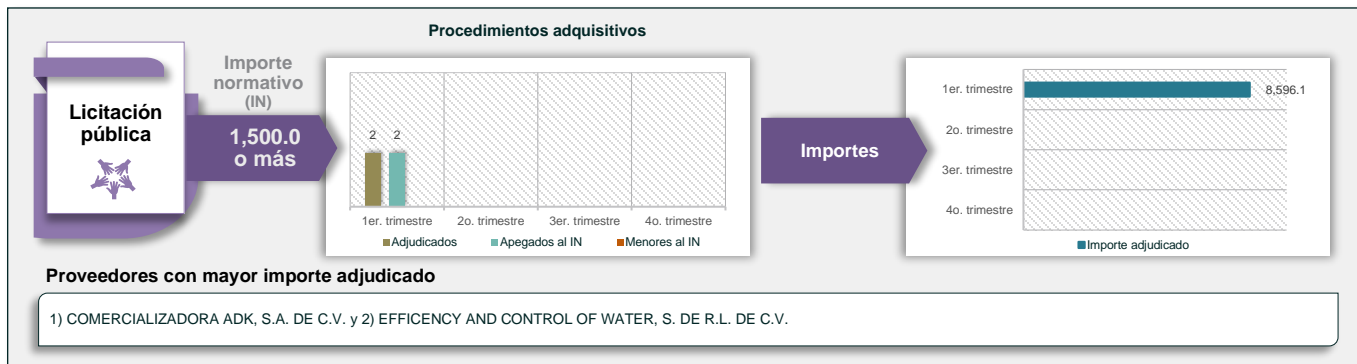 Procedimientos adquisitivos
Licitación
pública
Importe
normativo
(IN)
1,500.0
o más
2 2
1er. trimestre 2o. trimestre 3er. trimestre 4o. trimestre
Adjudicados Apegados al IN Menores al IN
Importes
1er. trimestre 8,596.1
2o. trimestre
3er. trimestre
4o. trimestre
Importe adjudicado
Proveedores con mayor importe adjudicado
1) COMERCIALIZADORA ADK, S.A. DE C.V. y 2) EFFICENCY AND CONTROL OF WATER, S. DE R.L. DE C.V.